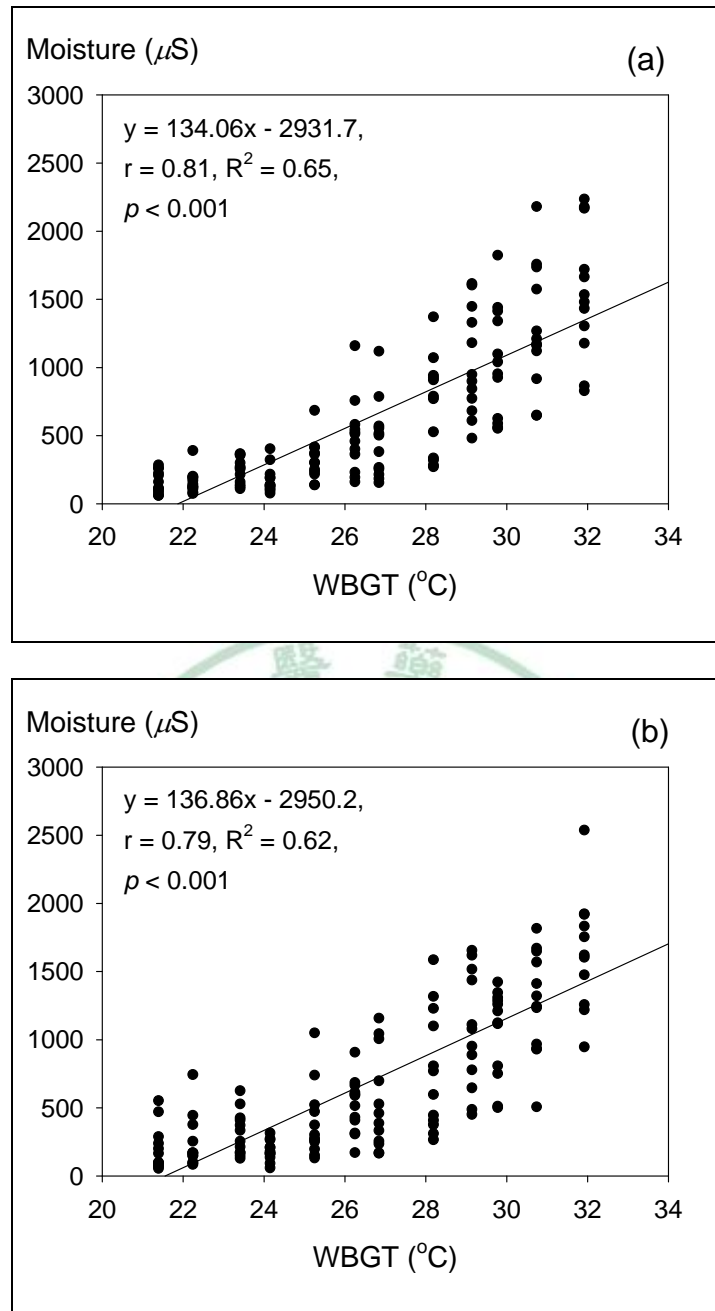 Moisture (μS)
(a)
3000
2500
2000
1500
1000
500
0
y = 134.06x - 2931.7,
r = 0.81, R² = 0.65,
p < 0.001
20 22 24 26 28 30 32 34
WBGT (°C)
醫 藥
Moisture (μS)
(b)
3000
2500
2000
1500
1000
500
0
y = 136.86x - 2950.2,
r = 0.79, R² = 0.62,
p < 0.001
20 22 24 26 28 30 32 34
WBGT (°C)